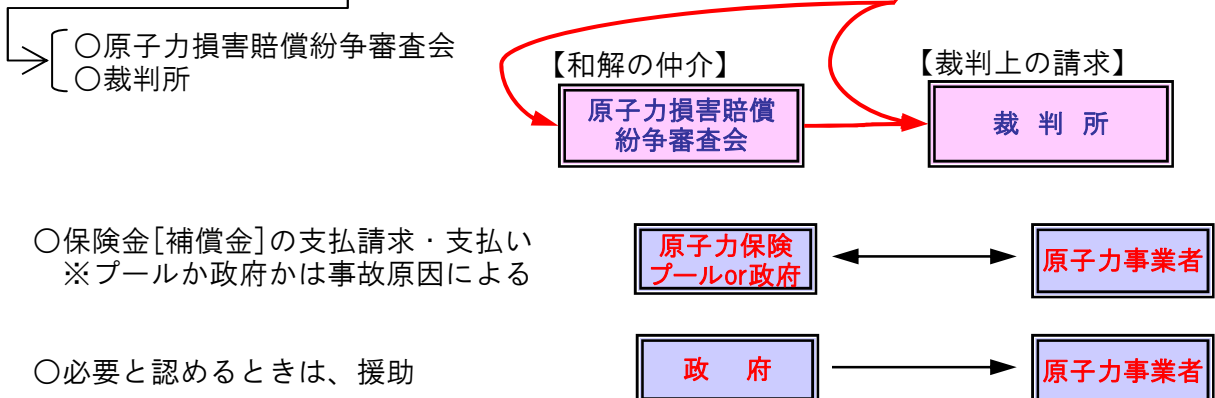 ○原子力損害賠償紛争審査会
○裁判所
【和解の仲介】
原子力損害賠償
紛争審査会
【裁判上の請求】
裁 判 所
○保険金[補償金]の支払請求・支払い
※プールか政府かは事故原因による
原子力保険
プールor政府
原子力事業者
○必要と認めるときは、援助
政 府
原子力事業者